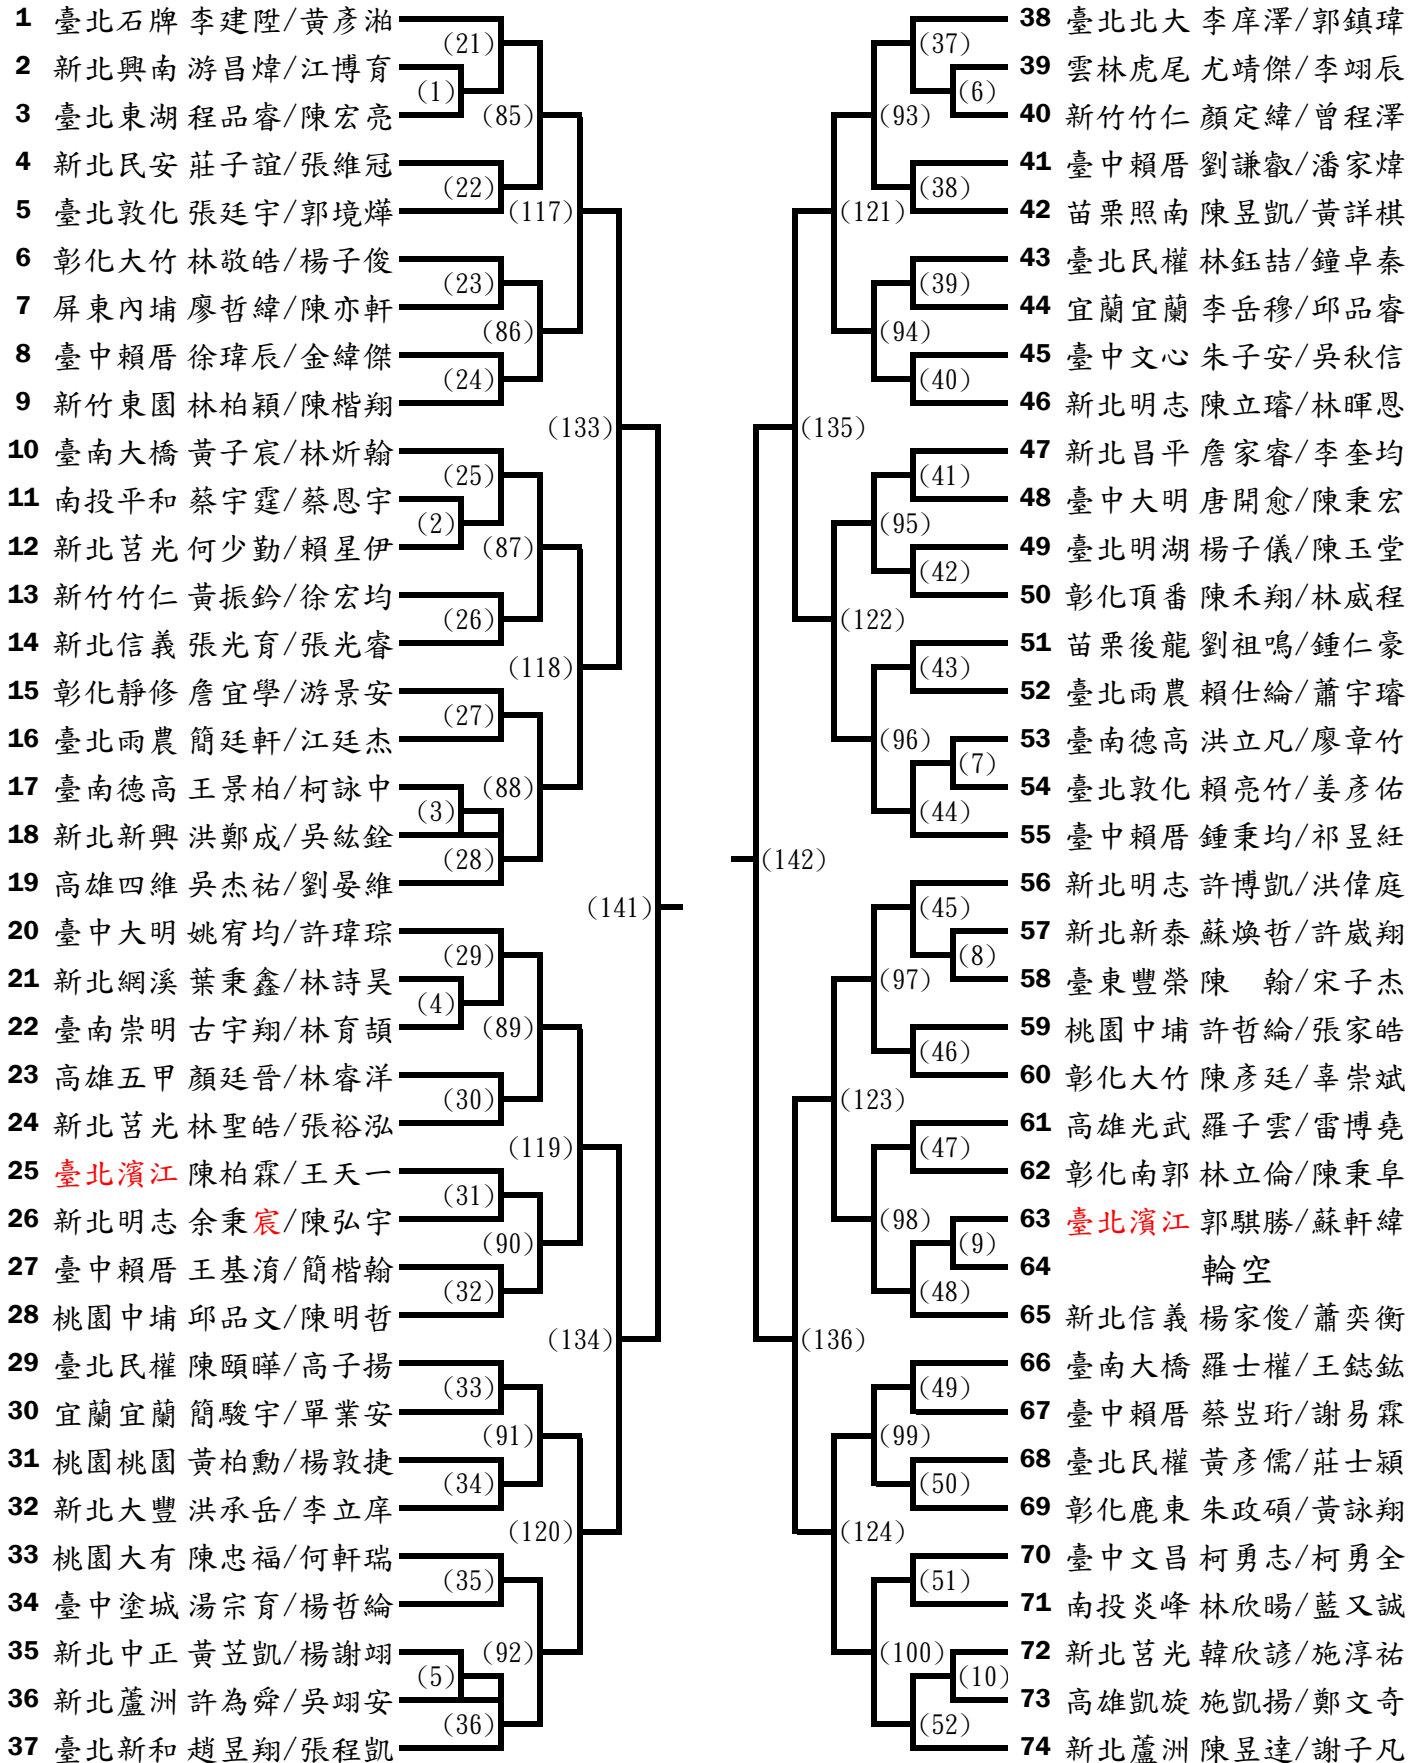 1 臺北石牌 李建陞/黃彥湘
(21)
2 新北興南 游昌煒/江博育
(1)
3 臺北東湖 程品睿/陳宏亮
(85)
4 新北民安 莊子誼/張維冠
(22)
5 臺北敦化 張廷宇/郭境燁
(117)
6 彰化大竹 林敬皓/楊子俊
(23)
7 屏東內埔 廖哲緯/陳亦軒
(86)
8 臺中賴厝 徐瑋辰/金緯傑
(24)
9 新竹東園 林柏穎/陳楷翔
(133)
10 臺南大橋 黃子宸/林炘翰
(25)
11 南投平和 蔡宇霆/蔡恩宇
(2)
12 新北莒光 何少勤/賴星伊
(87)
13 新竹竹仁 黃振鈐/徐宏均
(26)
14 新北信義 張光育/張光睿
(118)
15 彰化靜修 詹宜學/游景安
(27)
16 臺北雨農 簡廷軒/江廷杰
17 臺南德高 王景柏/柯詠中
(88)
(3)
18 新北新興 洪鄭成/吳紘銓
(28)
19 高雄四維 吳杰祐/劉晏維
(141)
20 臺中大明 姚宥均/許瑋琮
(29)
21 新北網溪 葉秉鑫/林詩昊
(4)
22 臺南崇明 古宇翔/林育頡
(89)
23 高雄五甲 顏廷晉/林睿洋
(30)
24 新北莒光 林聖皓/張裕泓
(119)
25 臺北濱江 陳柏霖/王天一
(31)
26 新北明志 余秉宸/陳弘宇
(90)
27 臺中賴厝 王基淯/簡楷翰
(32)
28 桃園中埔 邱品文/陳明哲
(134)
29 臺北民權 陳頤曄/高子揚
(33)
30 宜蘭宜蘭 簡駿宇/單業安
(91)
31 桃園桃園 黃柏勳/楊敦捷
(34)
32 新北大豐 洪承岳/李立庠
(120)
33 桃園大有 陳忠福/何軒瑞
(35)
34 臺中塗城 湯宗育/楊哲綸
35 新北中正 黃苙凱/楊謝翊
(92)
(5)
36 新北蘆洲 許為舜/吳翊安
(36)
37 臺北新和 趙昱翔/張程凱
38 臺北北大 李庠澤/郭鎮瑋
(37)
39 雲林虎尾 尤靖傑/李翊辰
(6)
40 新竹竹仁 顏定緯/曾程澤
(93)
41 臺中賴厝 劉謙叡/潘家煒
(38)
42 苗栗照南 陳昱凱/黃詳棋
(121)
43 臺北民權 林鈺喆/鐘卓秦
(39)
44 宜蘭宜蘭 李岳穆/邱品睿
(94)
45 臺中文心 朱子安/吳秋信
(40)
46 新北明志 陳立璿/林暉恩
(135)
47 新北昌平 詹家睿/李奎均
(41)
48 臺中大明 唐開愈/陳秉宏
(95)
49 臺北明湖 楊子儀/陳玉堂
(42)
50 彰化頂番 陳禾翔/林威程
(122)
51 苗栗後龍 劉祖鳴/鍾仁豪
(43)
52 臺北雨農 賴仕綸/蕭宇璿
(96)
53 臺南德高 洪立凡/廖章竹
(7)
54 臺北敦化 賴亮竹/姜彥佑
(44)
55 臺中賴厝 鍾秉均/祁昱紝
(142)
56 新北明志 許博凱/洪偉庭
(45)
57 新北新泰 蘇煥哲/許崴翔
(8)
58 臺東豐榮 陳　翰/宋子杰
(97)
59 桃園中埔 許哲綸/張家皓
(46)
60 彰化大竹 陳彥廷/辜崇斌
(123)
61 高雄光武 羅子雲/雷博堯
(47)
62 彰化南郭 林立倫/陳秉阜
(98)
63 臺北濱江 郭騏勝/蘇軒緯
(9)
64 輪空
(48)
65 新北信義 楊家俊/蕭奕衡
(136)
66 臺南大橋 羅士權/王鋕鈜
(49)
67 臺中賴厝 蔡岦珩/謝易霖
(99)
68 臺北民權 黃彥儒/莊士潁
(50)
69 彰化鹿東 朱政碩/黃詠翔
(124)
70 臺中文昌 柯勇志/柯勇全
(51)
71 南投炎峰 林欣暘/藍又誠
(100)
72 新北莒光 韓欣諺/施淳祐
(10)
73 高雄凱旋 施凱揚/鄭文奇
(52)
74 新北蘆洲 陳昱達/謝子凡